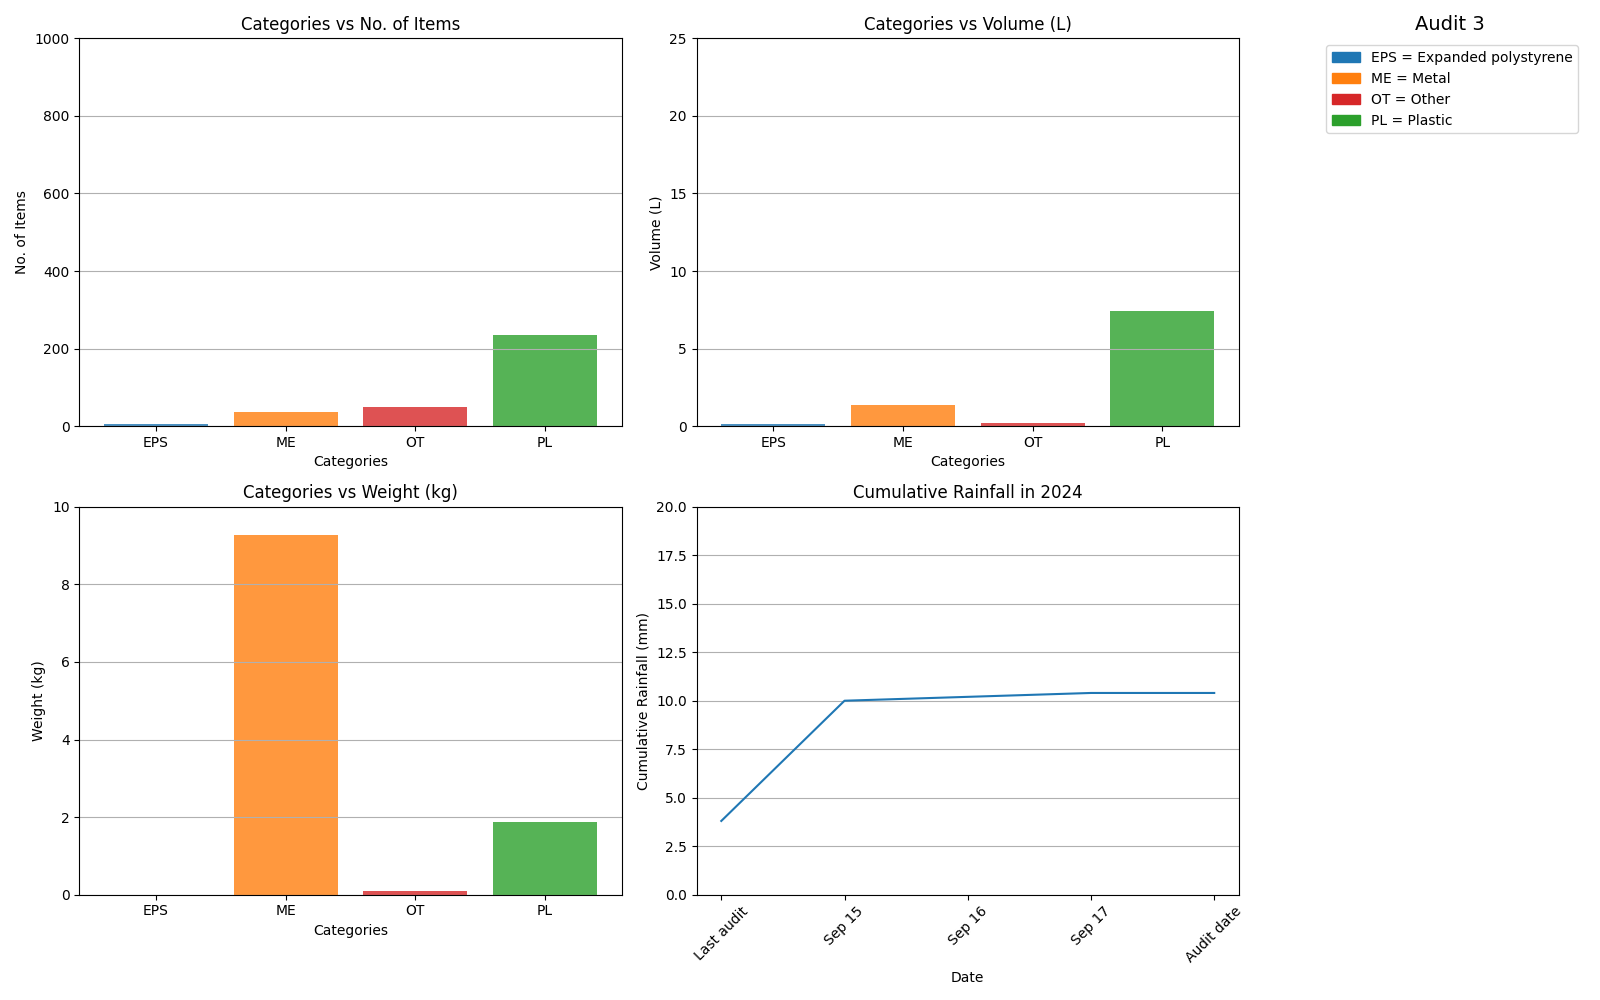 Categories vs No. of Items
No. of Items
1000
800
600
400
200
0
EPS ME OT PL
Categories
Categories vs Volume (L)
Volume (L)
25
20
15
10
5
0
EPS ME OT PL
Categories
Audit 3
EPS = Expanded polystyrene
ME = Metal
OT = Other
PL = Plastic
Categories vs Weight (kg)
Weight (kg)
10
8
6
4
2
0
EPS ME OT PL
Categories
Cumulative Rainfall in 2024
Cumulative Rainfall (mm)
20.0
17.5
15.0
12.5
10.0
7.5
5.0
2.5
0.0
Last audit
Sep 15
Sep 16
Sep 17
Audit date
Date